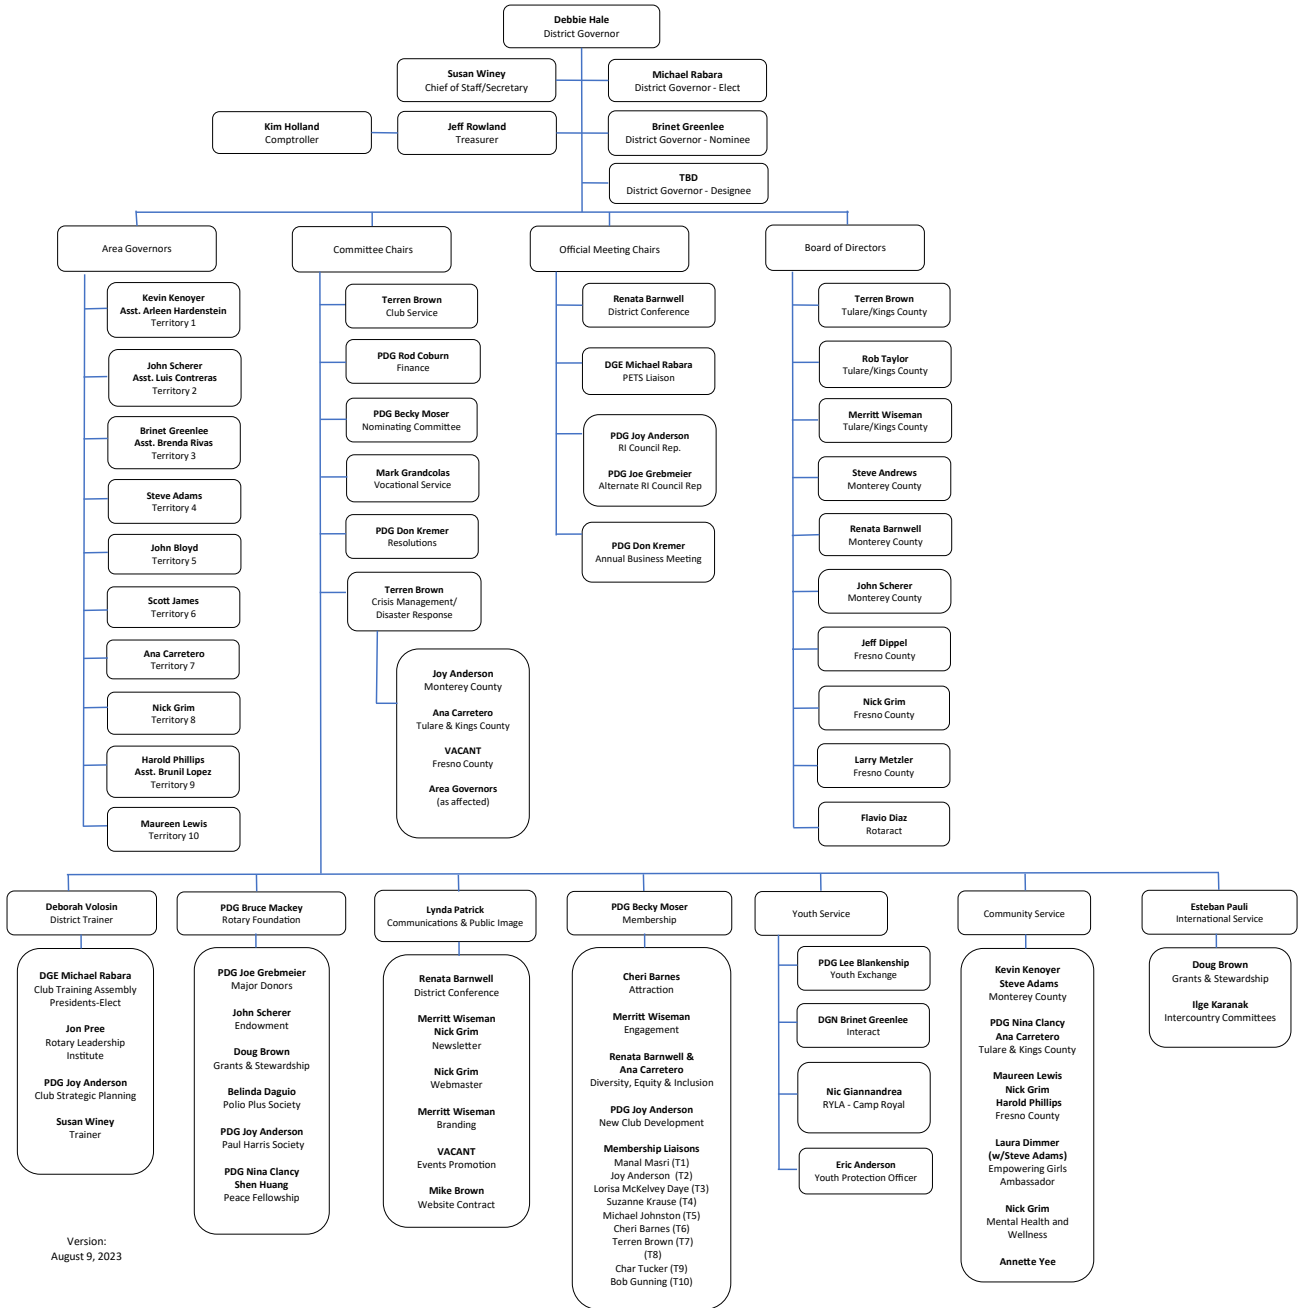 Debbie Hale
District Governor
Susan Winey
Chief of Staff/Secretary
Michael Rabara
District Governor - Elect
Kim Holland
Comptroller
Jeff Rowland
Treasurer
Brinet Greenlee
District Governor - Nominee
TBD
District Governor - Designee
Area Governors
Kevin Kenoyer
Asst. Arleen Hardenstein
Territory 1
John Scherer
Asst. Luis Contreras
Territory 2
Brinet Greenlee
Asst. Brenda Rivas
Territory 3
Steve Adams
Territory 4
John Bloyd
Territory 5
Scott James
Territory 6
Ana Carretero
Territory 7
Nick Grim
Territory 8
Harold Phillips
Asst. Brunil Lopez
Territory 9
Maureen Lewis
Territory 10
Committee Chairs
Terren Brown
Club Service
PDG Rod Coburn
Finance
PDG Becky Moser
Nominating Committee
Mark Grandcolas
Vocational Service
PDG Don Kremer
Resolutions
Terren Brown
Crisis Management/
Disaster Response
Joy Anderson
Monterey County
Ana Carretero
Tulare & Kings County
VACANT
Fresno County
Area Governors
(as affected)
Official Meeting Chairs
Renata Barnwell
District Conference
DGE Michael Rabara
PETS Liaison
PDG Joy Anderson
RI Council Rep.
PDG Joe Grebmeier
Alternate RI Council Rep
PDG Don Kremer
Annual Business Meeting
Board of Directors
Terren Brown
Tulare/Kings County
Rob Taylor
Tulare/Kings County
Merritt Wiseman
Tulare/Kings County
Steve Andrews
Monterey County
Renata Barnwell
Monterey County
John Scherer
Monterey County
Jeff Dippel
Fresno County
Nick Grim
Fresno County
Larry Metzler
Fresno County
Flavio Diaz
Rotaract
Deborah Volosin
District Trainer
DGE Michael Rabara
Club Training Assembly
Presidents-Elect
Jon Pree
Rotary Leadership
Institute
PDG Joy Anderson
Club Strategic Planning
Susan Winey
Trainer
PDG Bruce Mackey
Rotary Foundation
PDG Joe Grebmeier
Major Donors
John Scherer
Endowment
Doug Brown
Grants & Stewardship
Belinda Daguio
Polio Plus Society
PDG Joy Anderson
Paul Harris Society
PDG Nina Clancy
Shen Huang
Peace Fellowship
Lynda Patrick
Communications & Public Image
Renata Barnwell
District Conference
Merritt Wiseman
Nick Grim
Newsletter
Nick Grim
Webmaster
Merritt Wiseman
Branding
VACANT
Events Promotion
Mike Brown
Website Contract
PDG Becky Moser
Membership
Cheri Barnes
Attraction
Merritt Wiseman
Engagement
Renata Barnwell &
Ana Carretero
Diversity, Equity & Inclusion
PDG Joy Anderson
New Club Development
Membership Liaisons
Manal Masri (T1)
Joy Anderson (T2)
Lorisa McKelvey Daye (T3)
Suzanne Krause (T4)
Michael Johnston (T5)
Cheri Barnes (T6)
Terren Brown (T7)
(T8)
Char Tucker (T9)
Bob Gunning (T10)
Youth Service
PDG Lee Blankenship
Youth Exchange
DGN Brinet Greenlee
Interact
Nic Giannandrea
RYLA - Camp Royal
Eric Anderson
Youth Protection Officer
Community Service
Kevin Kenoyer
Steve Adams
Monterey County
PDG Nina Clancy
Ana Carretero
Tulare & Kings County
Maureen Lewis
Nick Grim
Harold Phillips
Fresno County
Laura Dimmer
(w/Steve Adams)
Empowering Girls
Ambassador
Nick Grim
Mental Health and
Wellness
Annette Yee
Esteban Pauli
International Service
Doug Brown
Grants & Stewardship
Ilge Karanak
Intercountry Committees
Version:
August 9, 2023